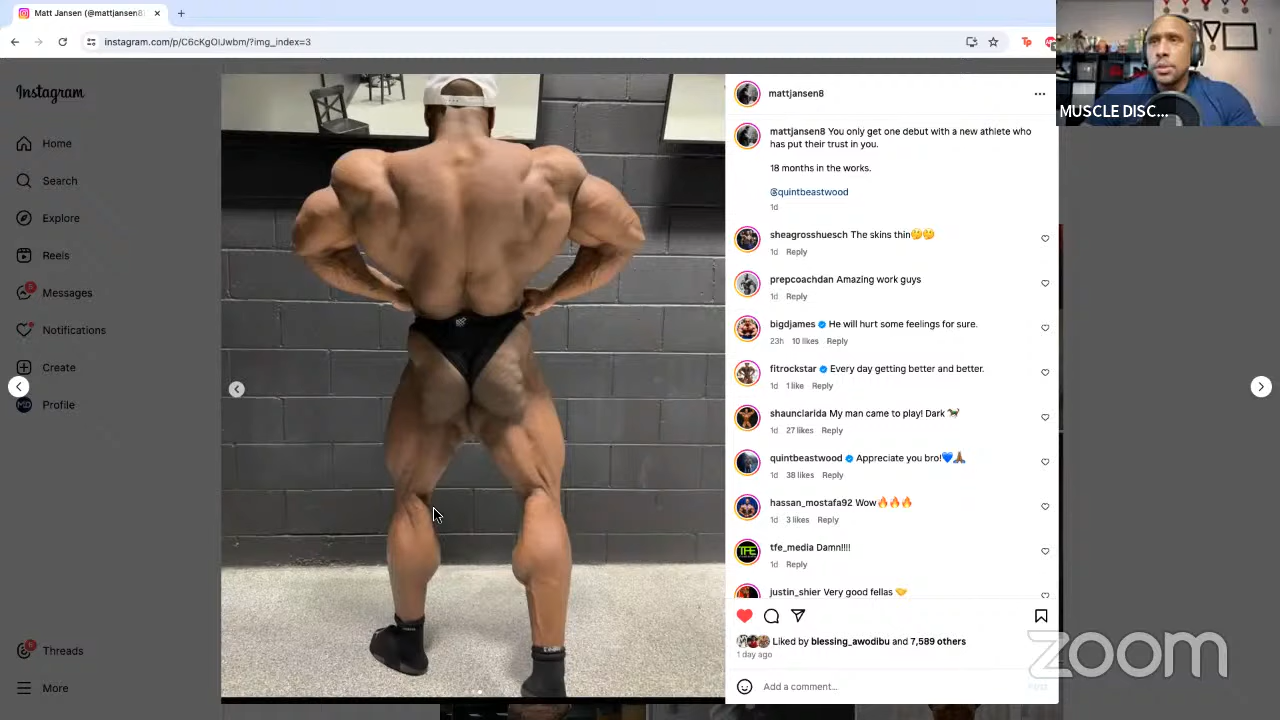 Matt Jansen (@mattjansen8)
instagram.com/p/C6cKgOIJwbm/?img_index=3
MUSCLE DISC...
Instagram
Home
Search
Explore
Reels
Messages
Notifications
Create
Profile
Threads
More
mattjansen8
mattjansen8 You only get one debut with a new athlete who
has put their trust in you.
18 months in the works.
@quintbeastwood
1d
sheagrosshuesch The skins thin🤔🤔
1d Reply
prepcoachdan Amazing work guys
1d Reply
bigdjames He will hurt some feelings for sure.
23h 10 likes Reply
fitrockstar Every day getting better and better.
1d 1 like Reply
shaunclarida My man came to play! Dark 🐎
1d 27 likes Reply
quintbeastwood Appreciate you bro!💙🙏🏾
1d 38 likes Reply
hassan_mostafa92 Wow🔥🔥🔥
1d 3 likes Reply
tfe_media Damn!!!!
1d Reply
justin_shier Very good fellas 🤝
Liked by blessing_awodibu and 7,589 others
1 day ago
Add a comment...
zoom